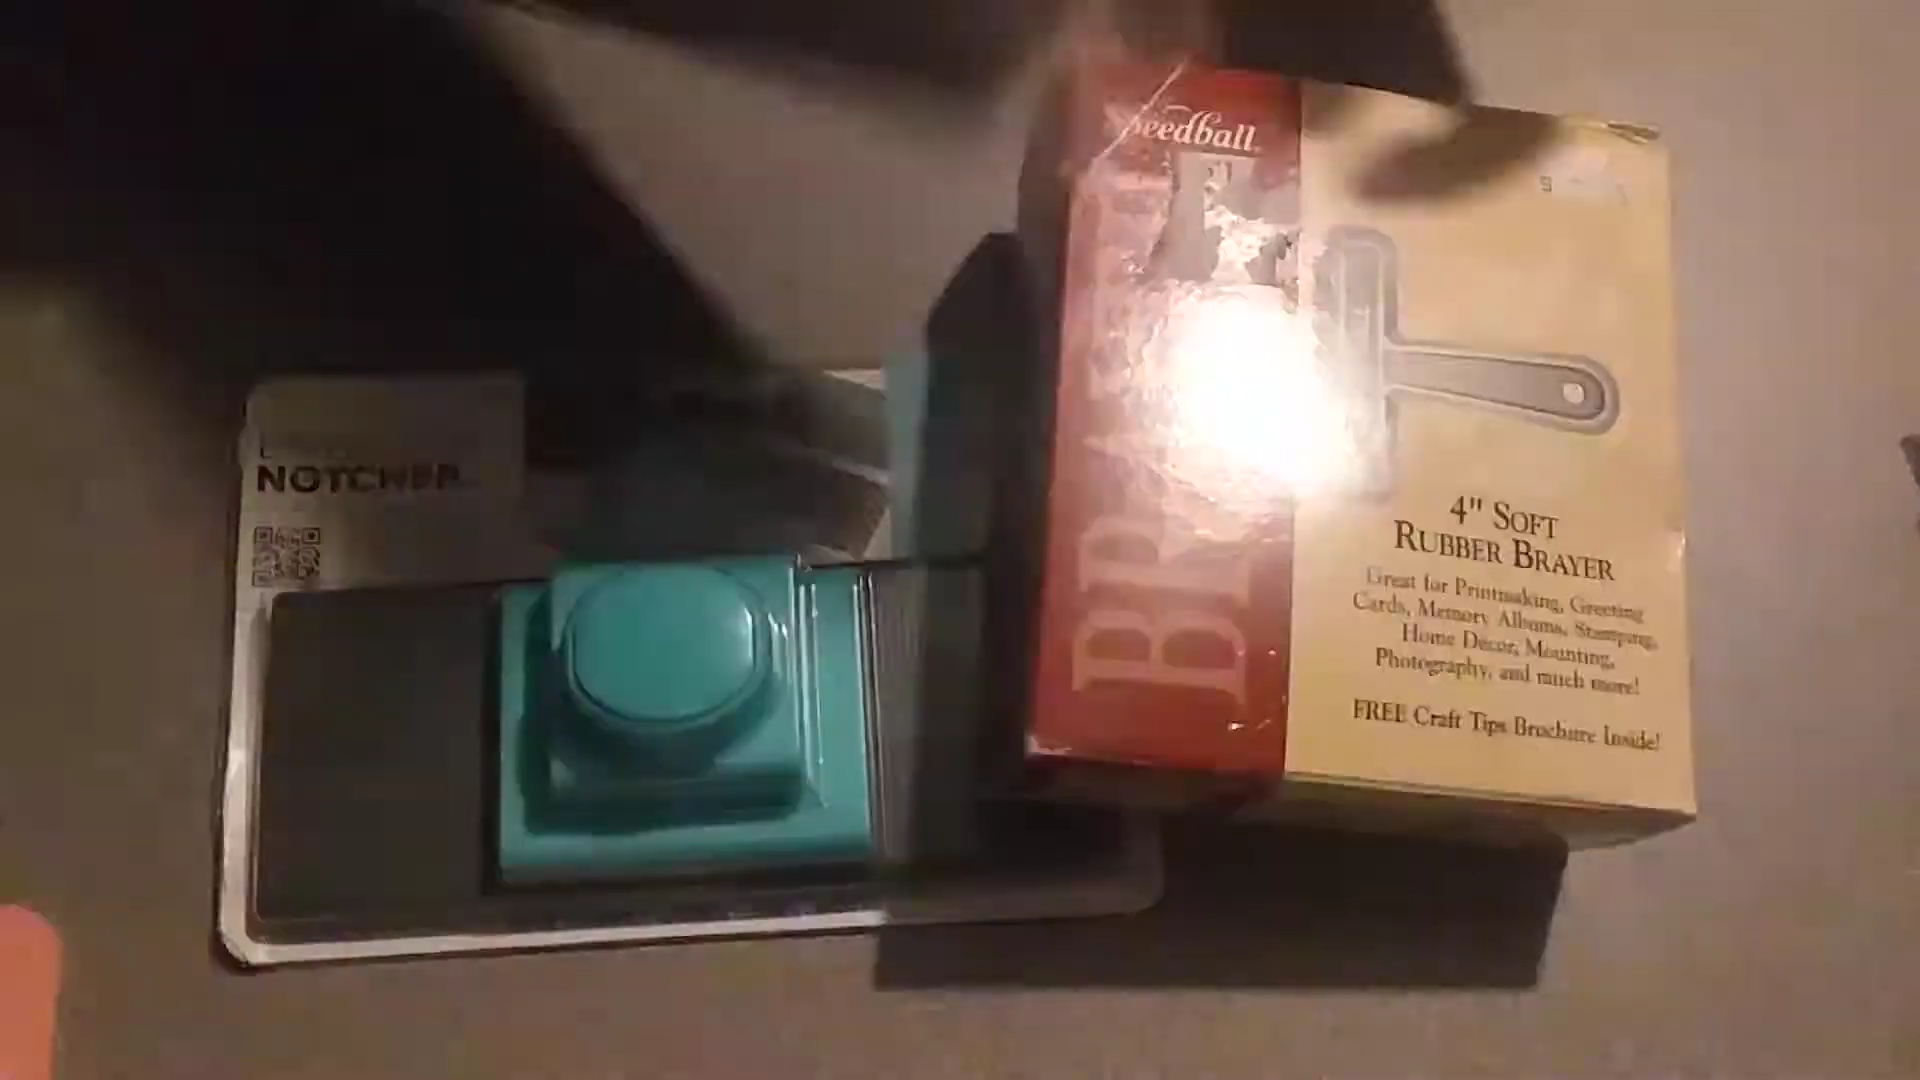 Speedball
4" SOFT
RUBBER BRAYER
Great for Printmaking, Greeting
Cards, Memory Albums, Stamping,
Home Decor, Mounting,
Photography, and much more!
FREE Craft Tips Brochure Inside!
NOTCHER